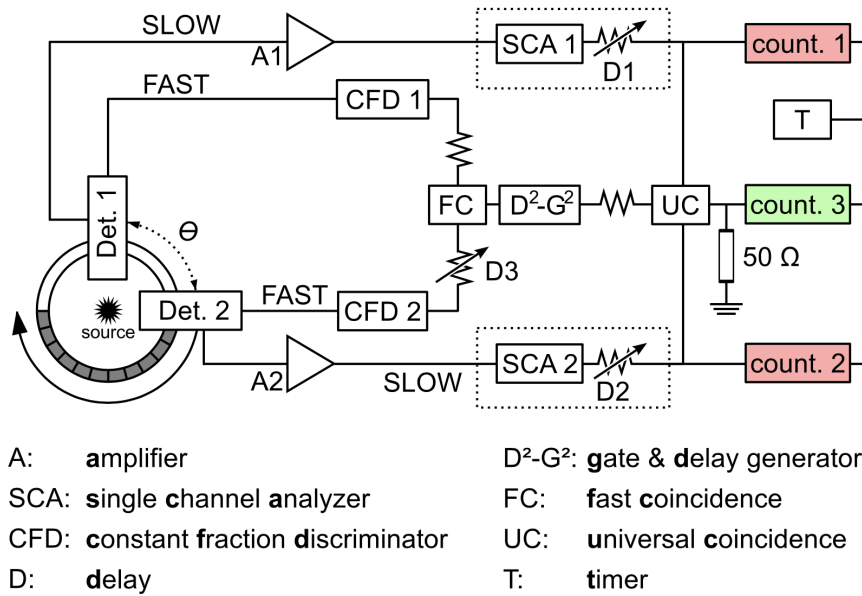 SLOW
A1
SCA 1
D1
count. 1
FAST
CFD 1
T
Det. 1
FC
D²-G²
UC
count. 3
Θ
50 Ω
D3
source
Det. 2
FAST
CFD 2
A2
SLOW
SCA 2
D2
count. 2
A: amplifier
SCA: single channel analyzer
CFD: constant fraction discriminator
D: delay
D²-G²: gate & delay generator
FC: fast coincidence
UC: universal coincidence
T: timer